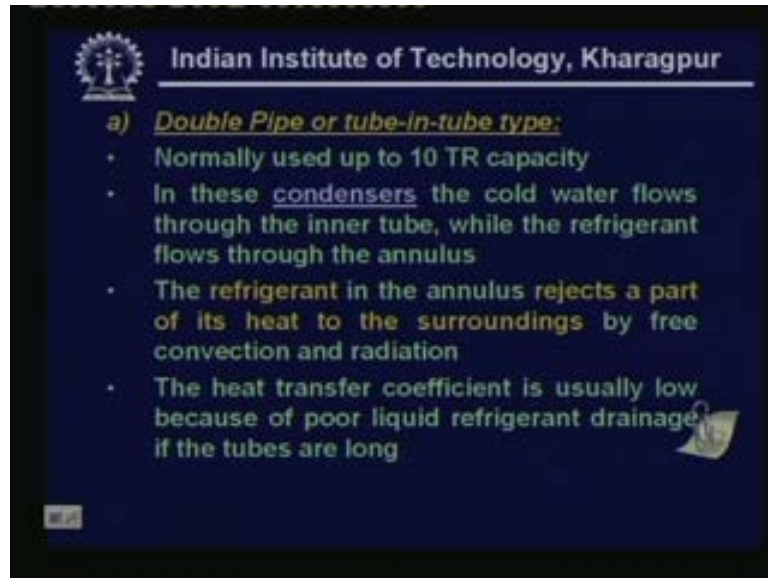 Indian Institute of Technology, Kharagpur
a) Double Pipe or tube-in-tube type:
· Normally used up to 10 TR capacity
· In these condensers the cold water flows
through the inner tube, while the refrigerant
flows through the annulus
· The refrigerant in the annulus rejects a part
of its heat to the surroundings by free
convection and radiation
· The heat transfer coefficient is usually low
because of poor liquid refrigerant drainage
if the tubes are long